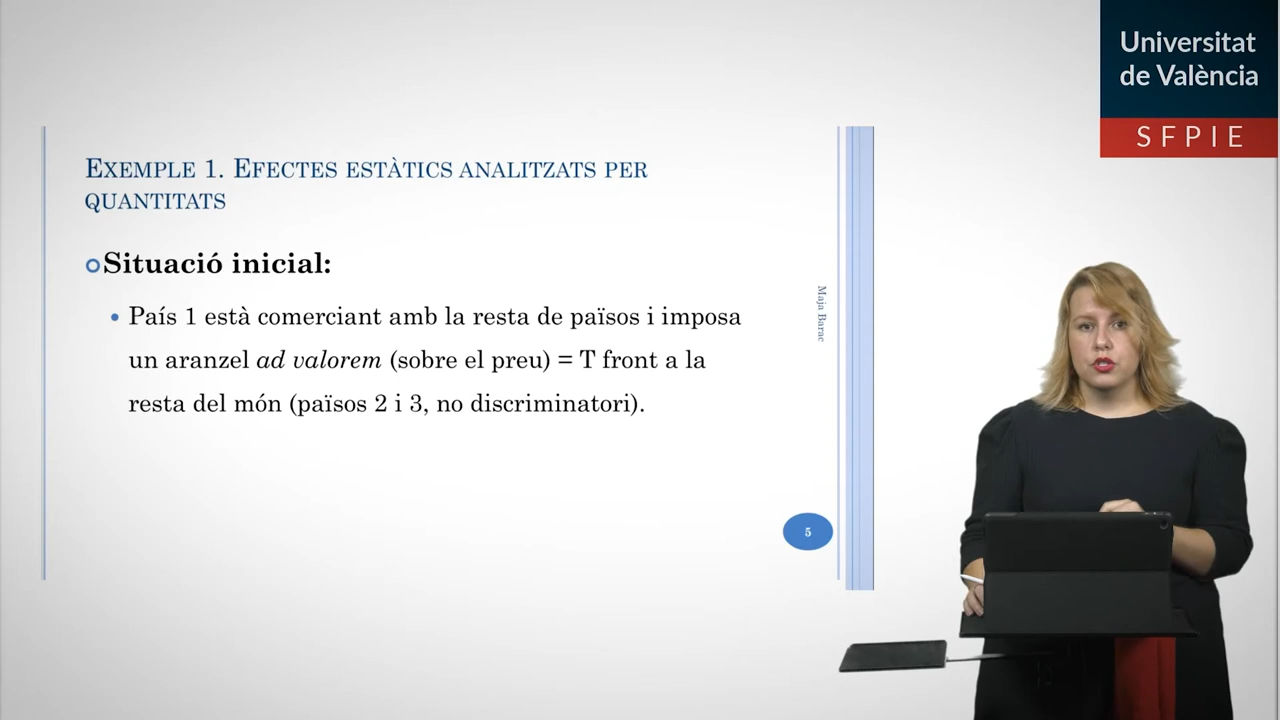 Universitat
de València
SFPIE
EXEMPLE 1. EFECTES ESTÀTICS ANALITZATS PER
QUANTITATS
Situació inicial:
País 1 està comerciant amb la resta de països i imposa
un aranzel ad valorem (sobre el preu) = T front a la
resta del món (països 2 i 3, no discriminatori).
Maja Barac
5